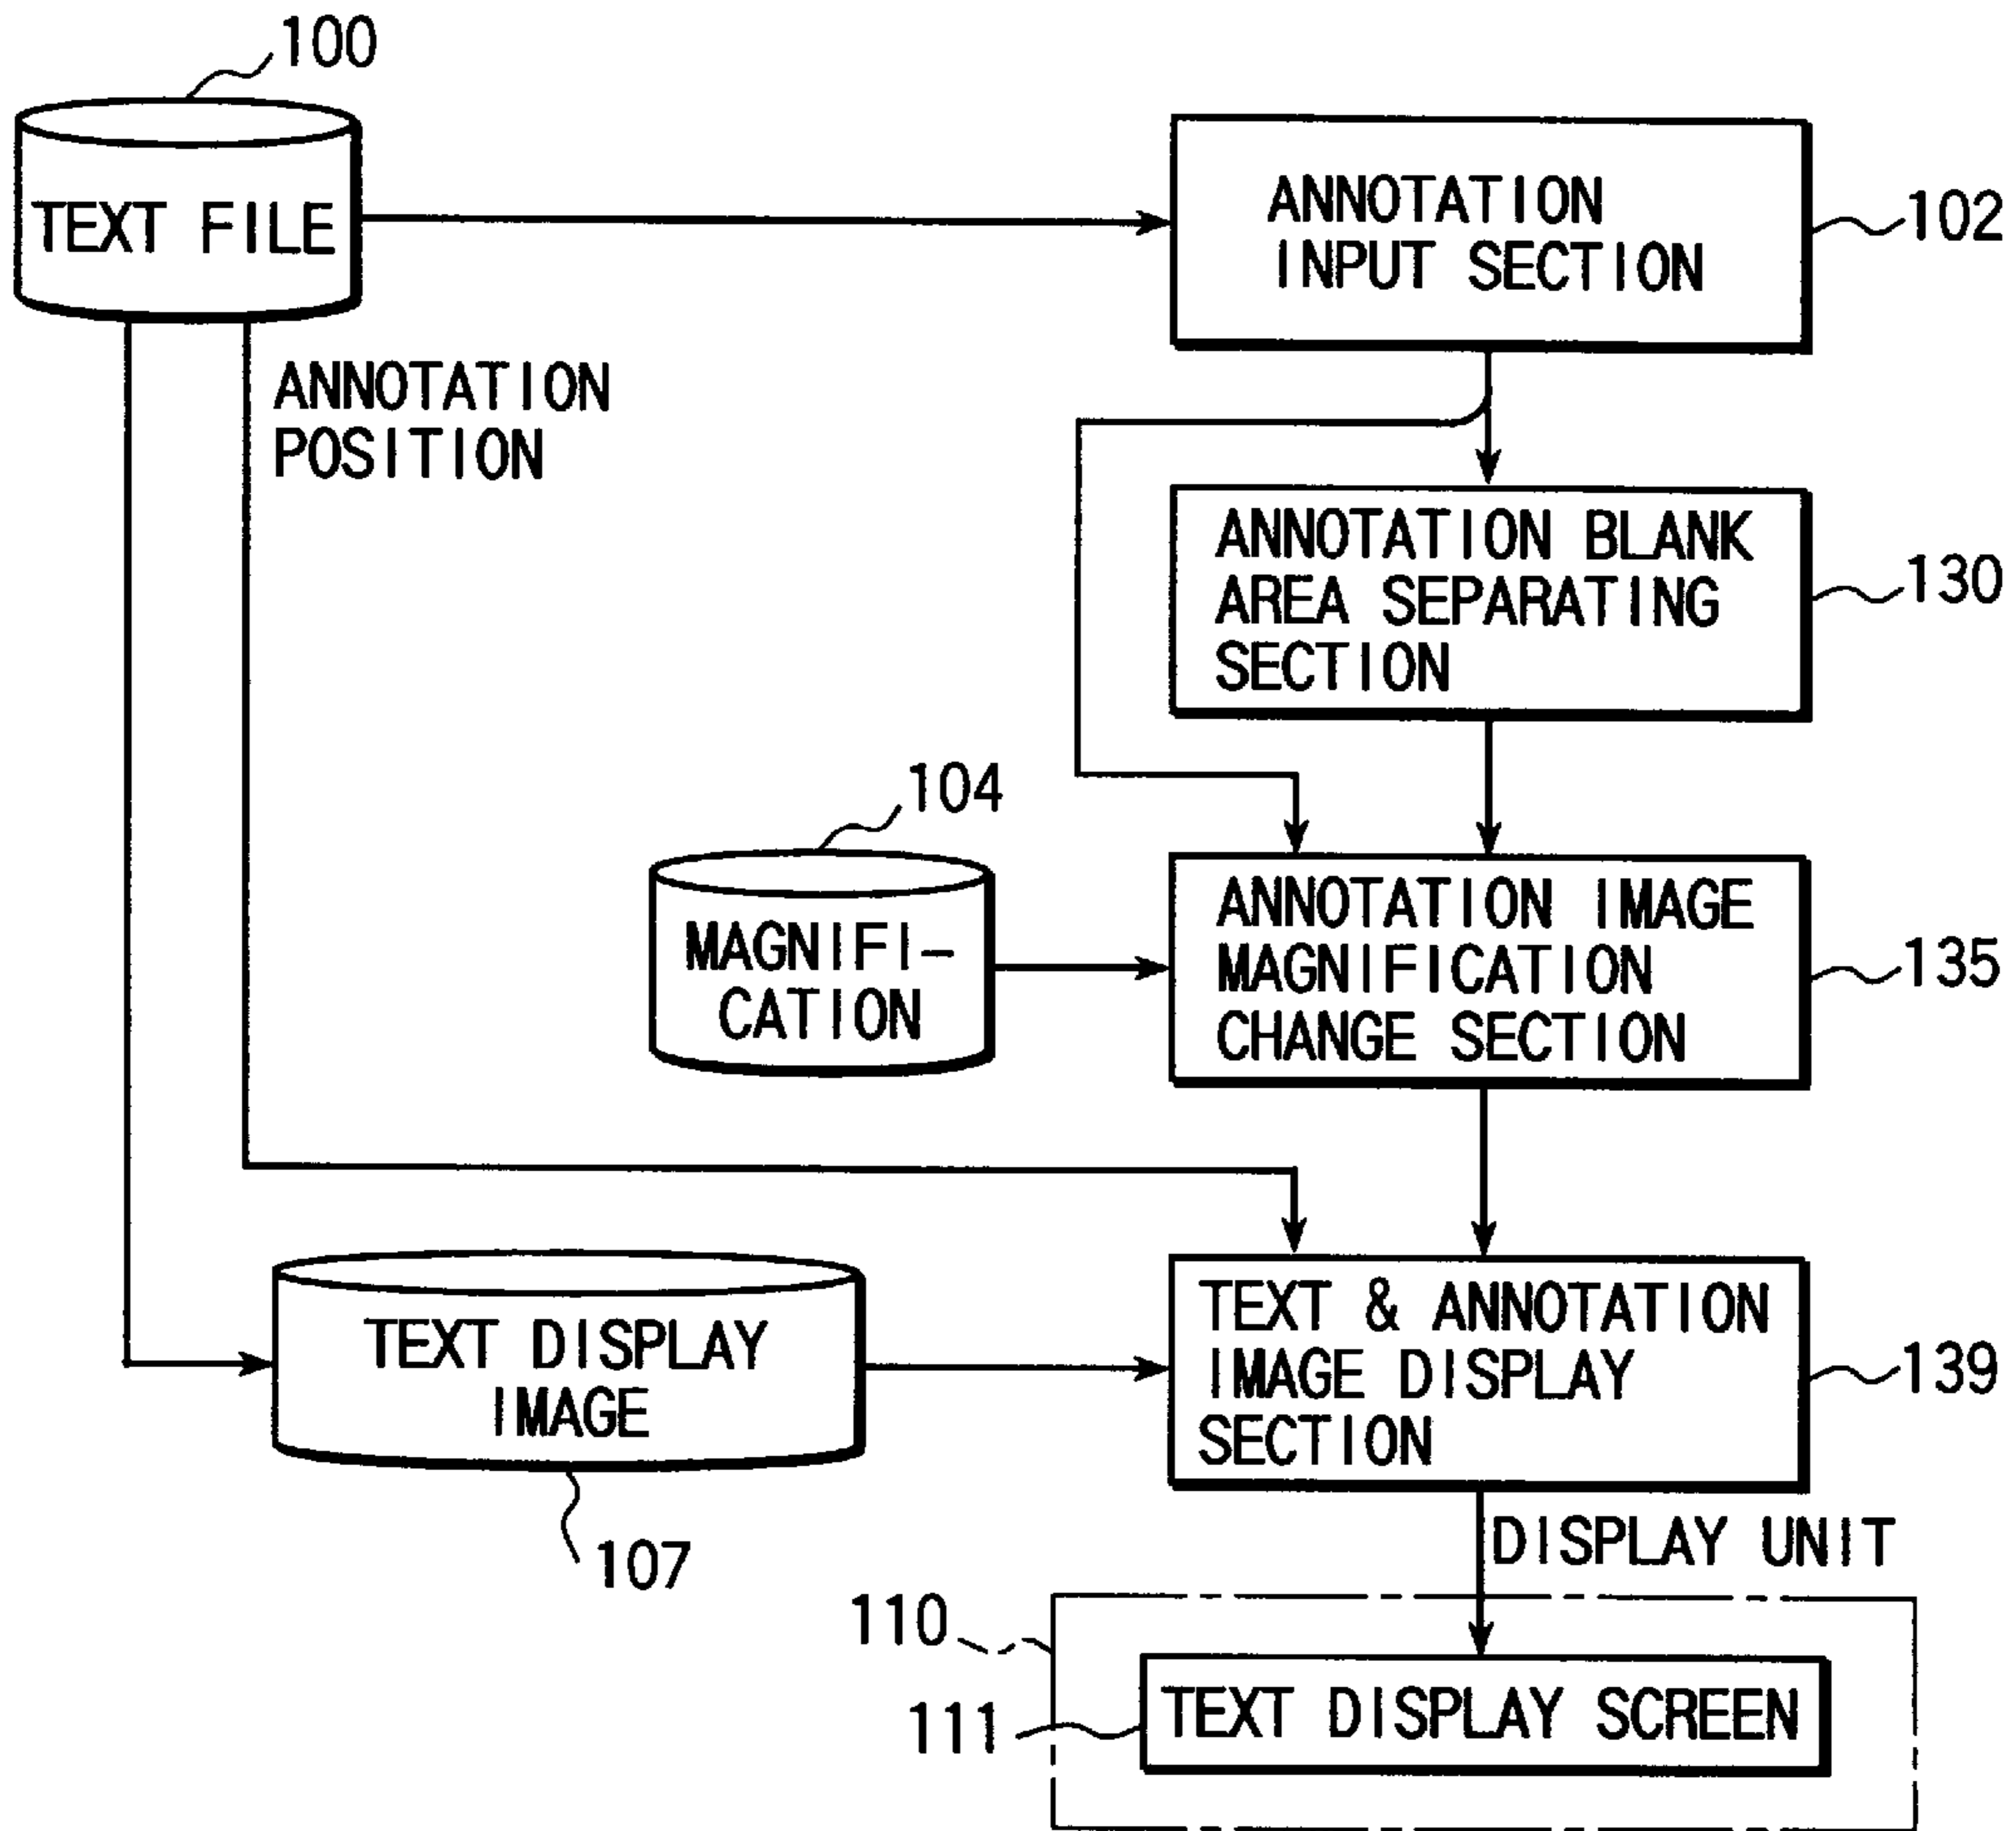 100
TEXT FILE
ANNOTATION
INPUT SECTION
102
ANNOTATION
POSITION
ANNOTATION BLANK
AREA SEPARATING
SECTION
130
104
MAGNIFI-
CATION
ANNOTATION IMAGE
MAGNIFICATION
CHANGE SECTION
135
TEXT DISPLAY
IMAGE
107
TEXT & ANNOTATION
IMAGE DISPLAY
SECTION
139
DISPLAY UNIT
110
111
TEXT DISPLAY SCREEN